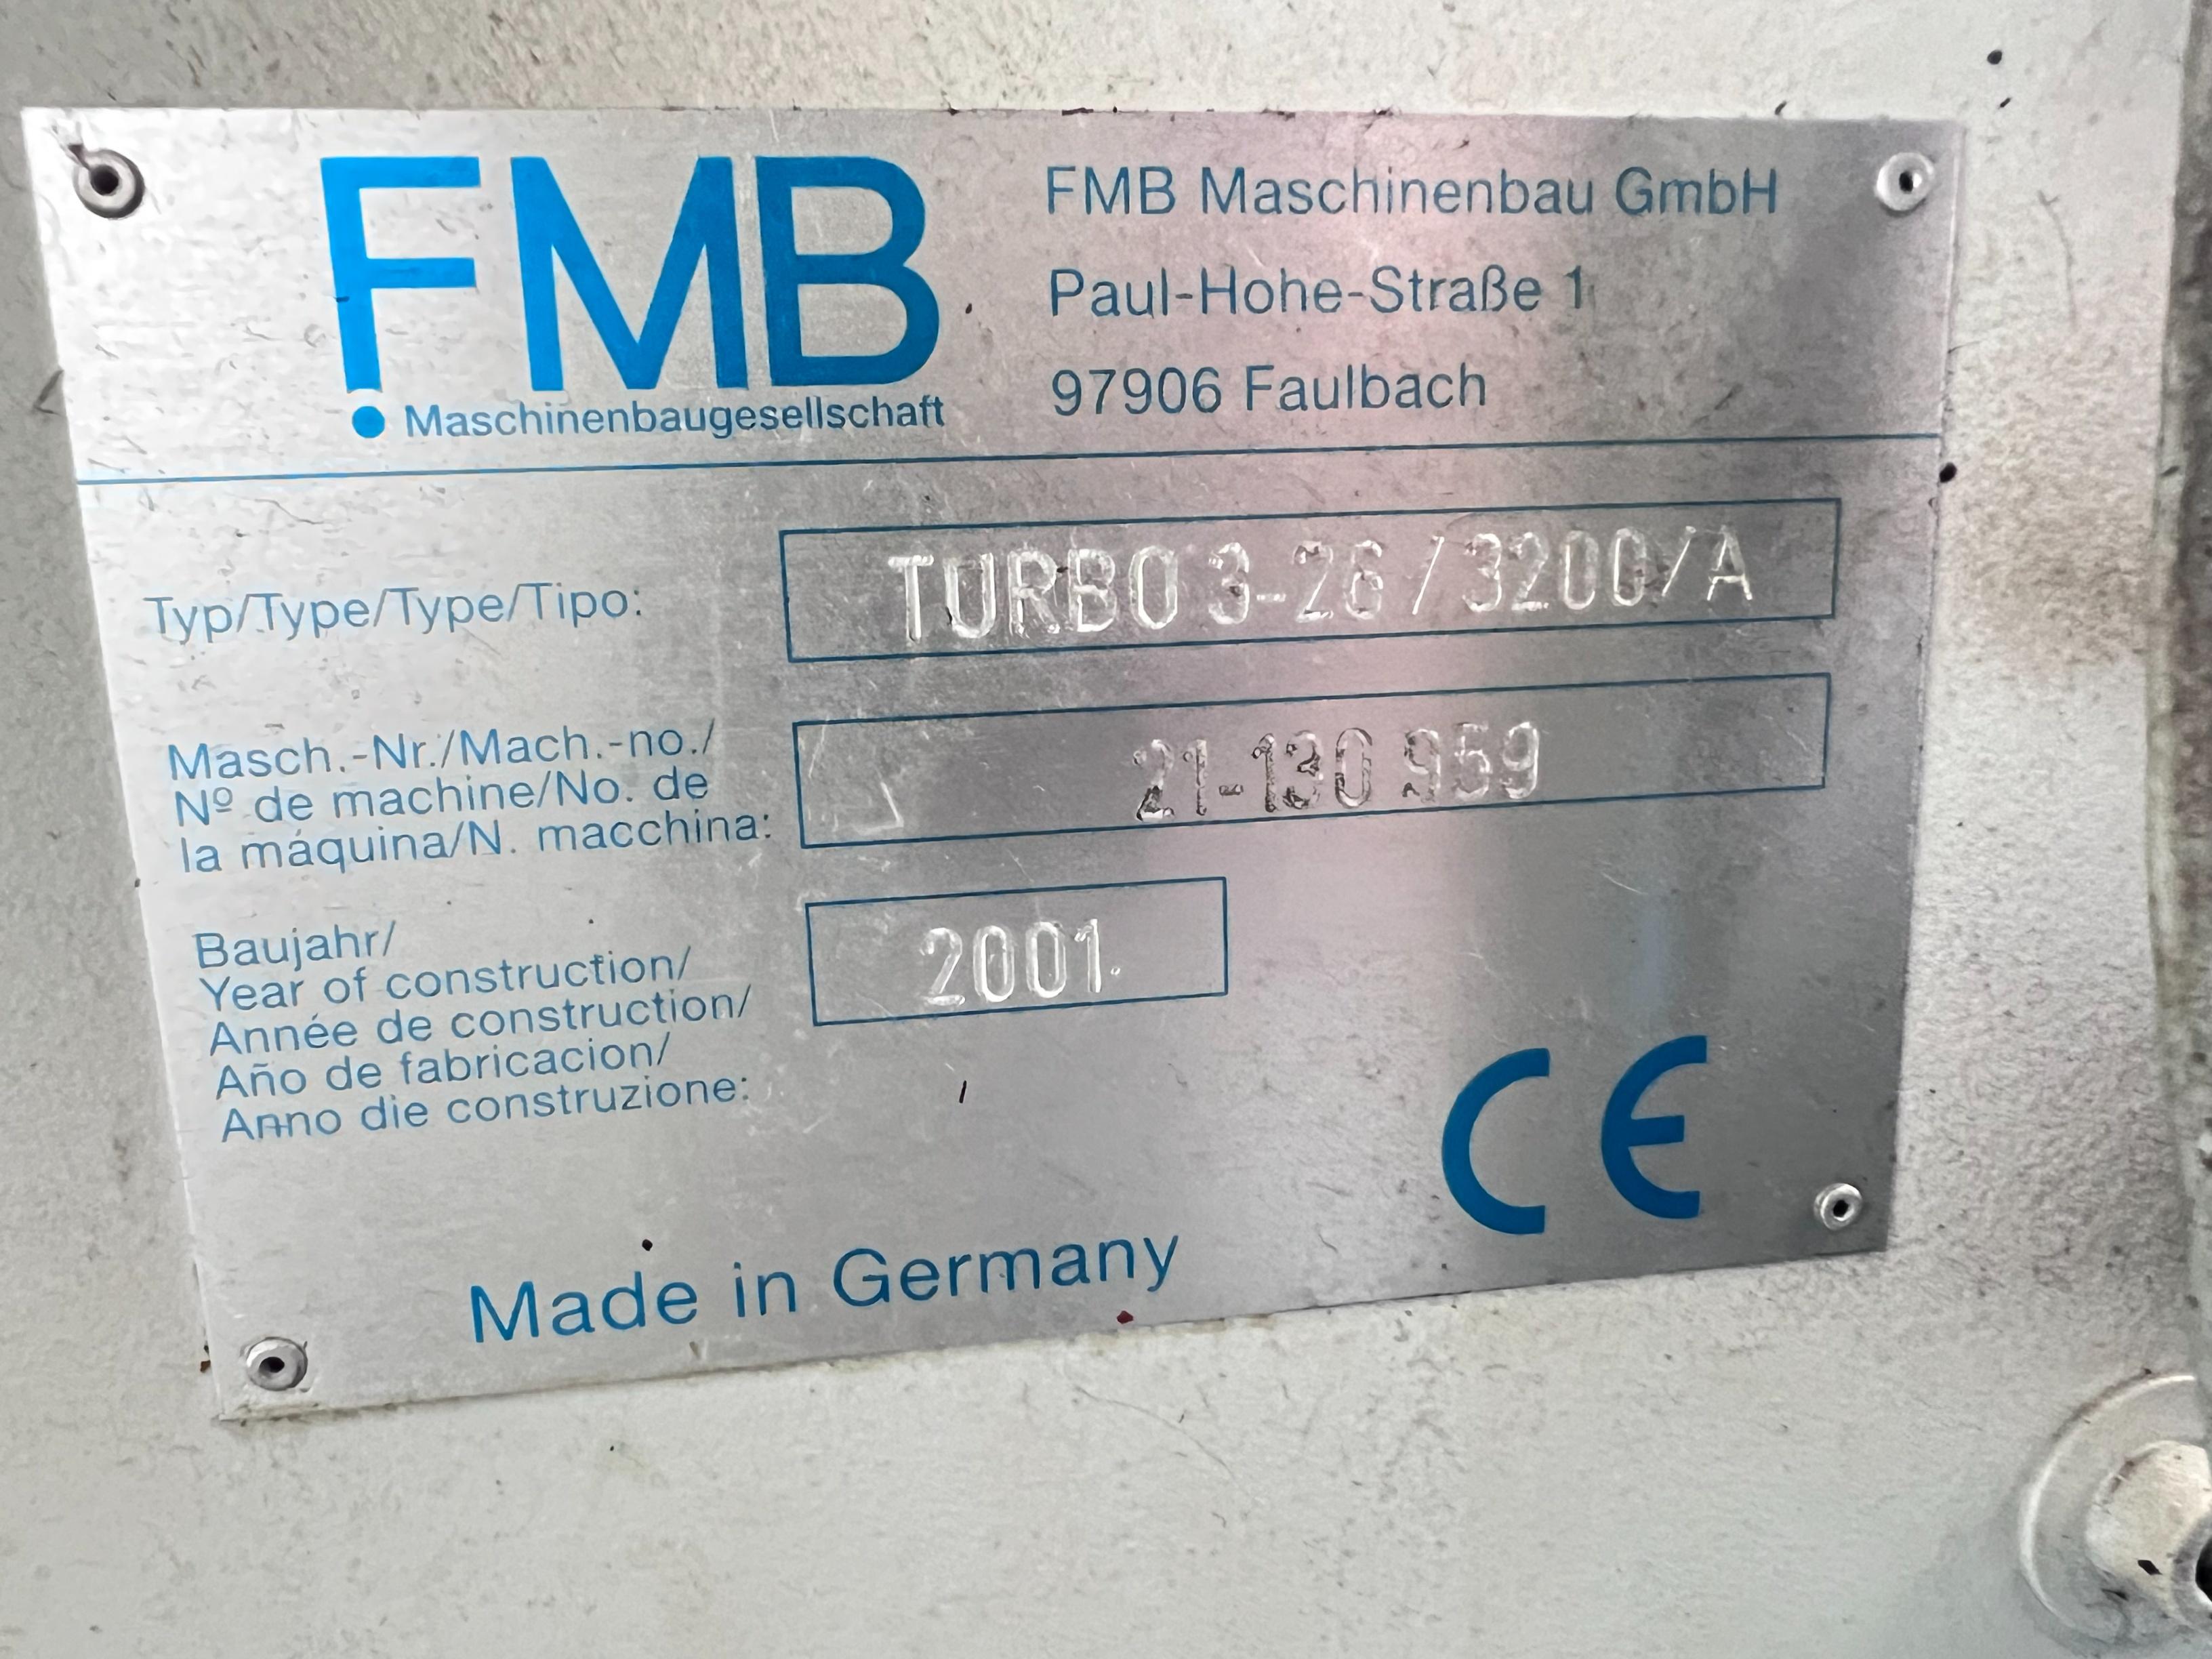 FMB
Maschinenbaugesellschaft
FMB Maschinenbau GmbH
Paul-Hohe-Straße 1
97906 Faulbach
Typ/Type/Type/Tipo:
TURBO 3-26/3200/A
Masch.-Nr./Mach.-no./
Nº de machine/No. de
la máquina/N. macchina:
21-130 959
Baujahr/
Year of construction/
Année de construction/
Año de fabricacion/
Anno die construzione:
2001
CE
Made in Germany